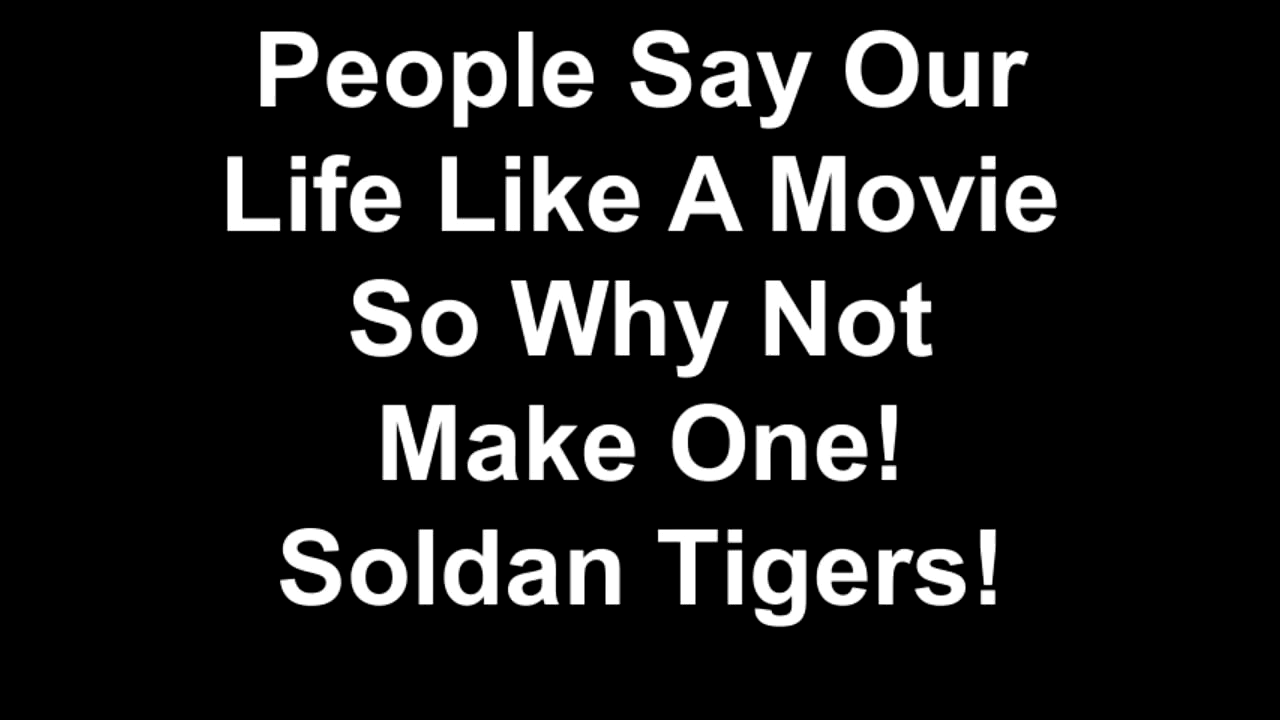 People Say Our
Life Like A Movie
So Why Not
Make One!
Soldan Tigers!